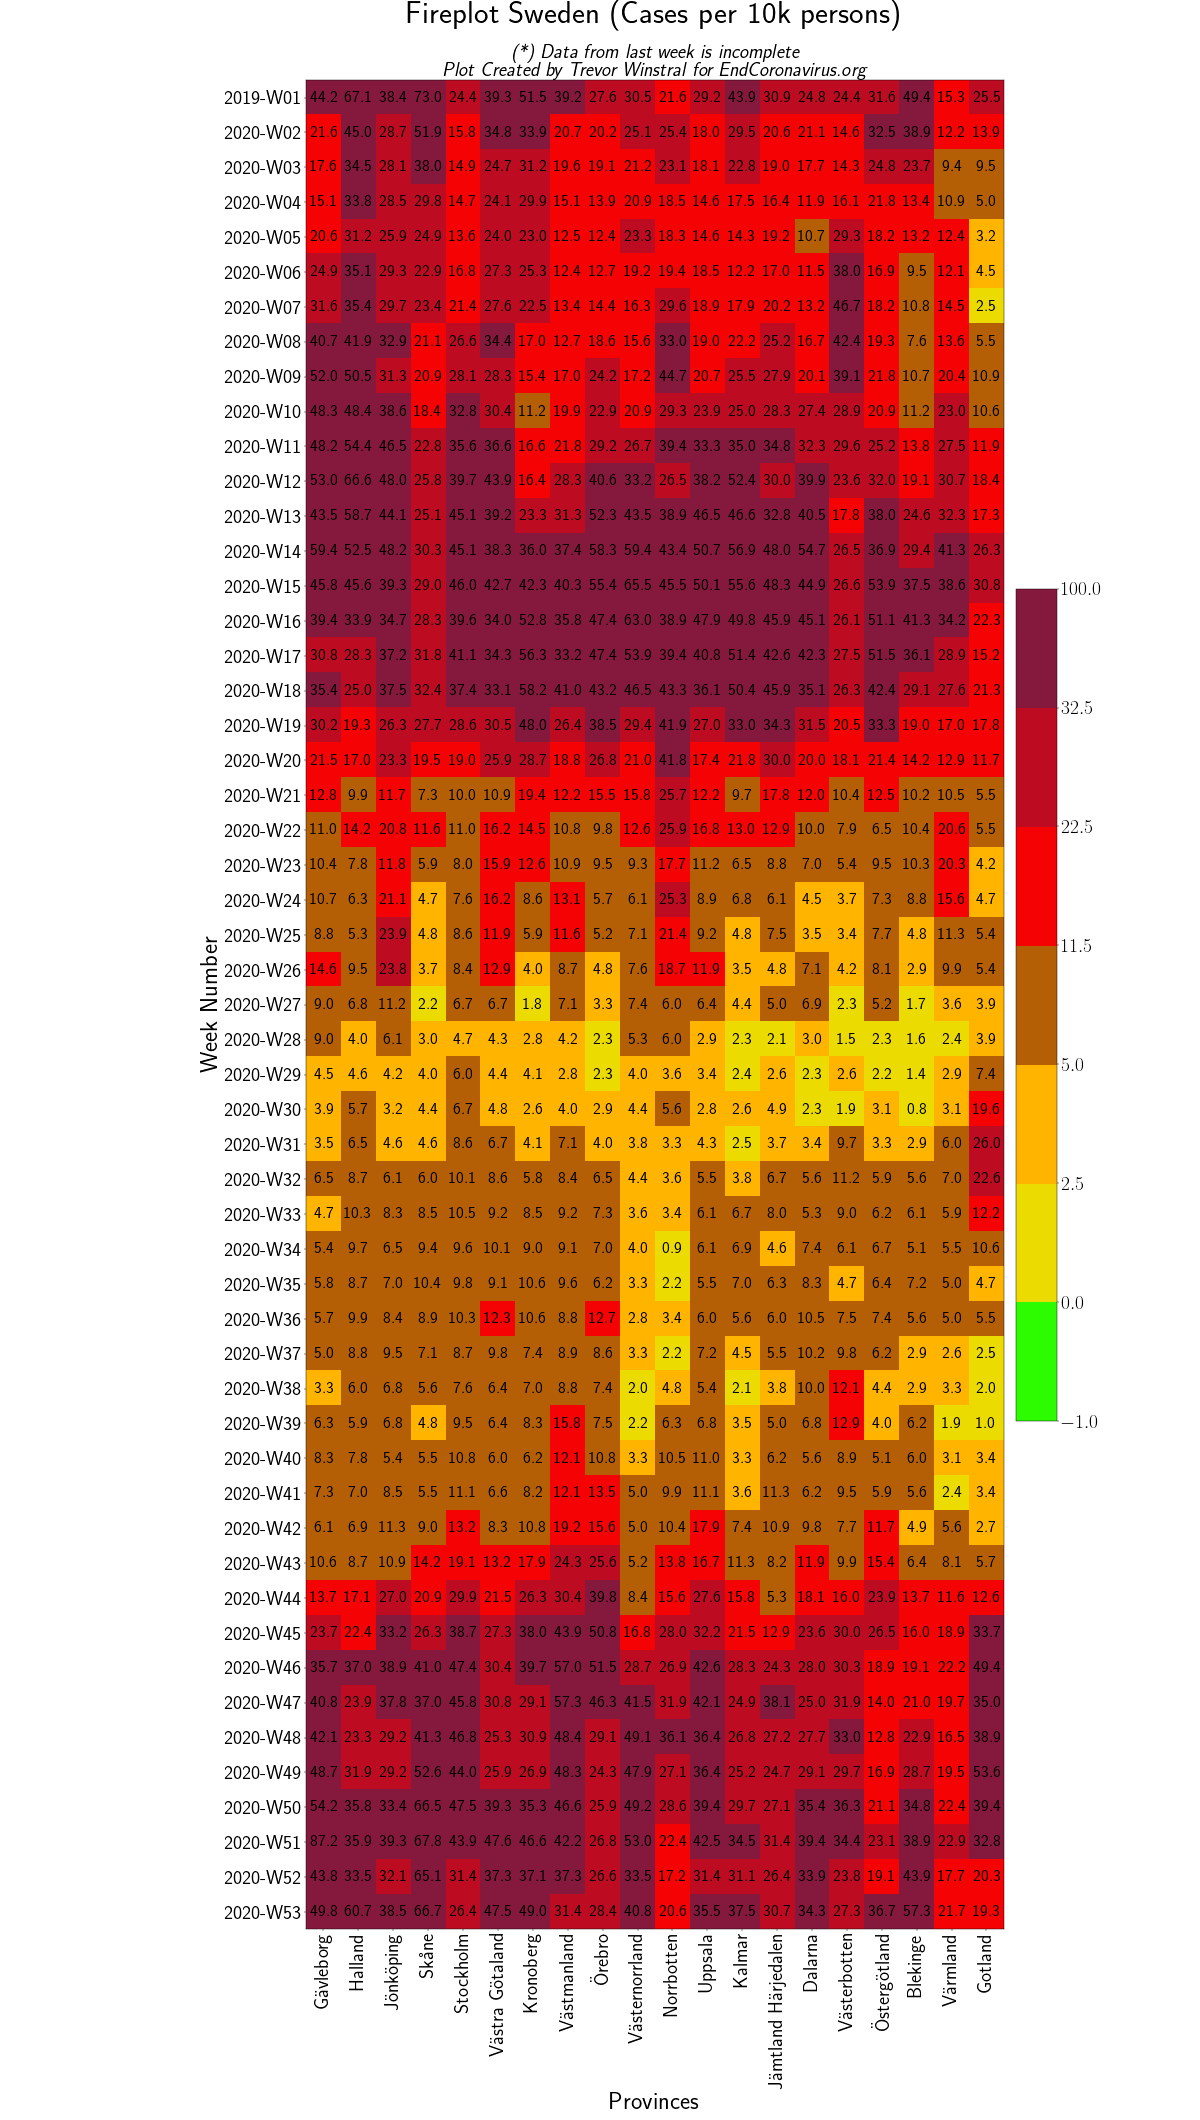 Fireplot Sweden (Cases per 10k persons)
(*) Data from last week is incomplete
Plot Created by Trevor Winstral for EndCoronavirus.org
2019-W01 44.2 67.1 38.4 73.0 24.4 39.3 51.5 39.2 27.6 30.5 21.6 29.2 43.9 30.9 24.8 24.4 31.6 49.4 15.3 25.5
2020-W02 21.6 45.0 28.7 51.9 15.8 34.8 33.9 20.7 20.2 25.1 25.4 18.0 29.5 20.6 21.1 14.6 32.5 38.9 12.2 13.9
2020-W03 17.6 34.5 28.1 38.0 14.9 24.7 31.2 19.6 19.1 21.2 23.1 18.1 22.8 19.0 17.7 14.3 24.8 23.7 9.4 9.5
2020-W04 15.1 33.8 28.5 29.8 14.7 24.1 29.9 15.1 13.9 20.9 18.5 14.6 17.5 16.4 11.9 16.1 21.8 13.4 10.9 5.0
2020-W05 20.6 31.2 25.9 24.9 13.6 24.0 23.0 12.5 12.4 23.3 18.3 14.6 14.3 19.2 10.7 29.3 18.2 13.2 12.4 3.2
2020-W06 24.9 35.1 29.3 22.9 16.8 27.3 25.3 12.4 12.7 19.2 19.4 18.5 12.2 17.0 11.5 38.0 16.9 9.5 12.1 4.5
2020-W07 31.6 35.4 29.7 23.4 21.4 27.6 22.5 13.4 14.4 16.3 29.6 18.9 17.9 20.2 13.2 46.7 18.2 10.8 14.5 2.5
2020-W08 40.7 41.9 32.9 21.1 26.6 34.4 17.0 12.7 18.6 15.6 33.0 19.0 22.2 25.2 16.7 42.4 19.3 7.6 13.6 5.5
2020-W09 52.0 50.5 31.3 20.9 28.1 28.3 15.4 17.0 24.2 17.2 44.7 20.7 25.5 27.9 20.1 39.1 21.8 10.7 20.4 10.9
2020-W10 48.3 48.4 38.6 18.4 32.8 30.4 11.2 19.9 22.9 20.9 29.3 23.9 25.0 28.3 27.4 28.9 20.9 11.2 23.0 10.6
2020-W11 48.2 54.4 46.5 22.8 35.6 36.6 16.6 21.8 29.2 26.7 39.4 33.3 35.0 34.8 32.3 29.6 25.2 13.8 27.5 11.9
2020-W12 53.0 66.6 48.0 25.8 39.7 43.9 16.4 28.3 40.6 33.2 26.5 38.2 52.4 30.0 39.9 23.6 32.0 19.1 30.7 18.4
2020-W13 43.5 58.7 44.1 25.1 45.1 39.2 23.3 31.3 52.3 43.5 38.9 46.5 46.6 32.8 40.5 17.8 38.0 24.6 32.3 17.3
2020-W14 59.4 52.5 48.2 30.3 45.1 38.3 36.0 37.4 58.3 59.4 43.4 50.7 56.9 48.0 54.7 26.5 36.9 29.4 41.3 26.3
2020-W15 45.8 45.6 39.3 29.0 46.0 42.7 42.3 40.3 55.4 65.5 45.5 50.1 55.6 48.3 44.9 26.6 53.9 37.5 38.6 30.8
2020-W16 39.4 33.9 34.7 28.3 39.6 34.0 52.8 35.8 47.4 63.0 38.9 47.9 49.8 45.9 45.1 26.1 51.1 41.3 34.2 22.3
2020-W17 30.8 28.3 37.2 31.8 41.1 34.3 56.3 33.2 47.4 53.9 39.4 40.8 51.4 42.6 42.3 27.5 51.5 36.1 28.9 15.2
2020-W18 35.4 25.0 37.5 32.4 37.4 33.1 58.2 41.0 43.2 46.5 43.3 36.1 50.4 45.9 35.1 26.3 42.4 29.1 27.6 21.3
2020-W19 30.2 19.3 26.3 27.7 28.6 30.5 48.0 26.4 38.5 29.4 41.9 27.0 33.0 34.3 31.5 20.5 33.3 19.0 17.0 17.8
2020-W20 21.5 17.0 23.3 19.5 19.0 25.9 28.7 18.8 26.8 21.0 41.8 17.4 21.8 30.0 20.0 18.1 21.4 14.2 12.9 11.7
2020-W21 12.8 9.9 11.7 7.3 10.0 10.9 19.4 12.2 15.5 15.8 25.7 12.2 9.7 17.8 12.0 10.4 12.5 10.2 10.5 5.5
2020-W22 11.0 14.2 20.8 11.6 11.0 16.2 14.5 10.8 9.8 12.6 25.9 16.8 13.0 12.9 10.0 7.9 6.5 10.4 20.6 5.5
2020-W23 10.4 7.8 11.8 5.9 8.0 15.9 12.6 10.9 9.5 9.3 17.7 11.2 6.5 8.8 7.0 5.4 9.5 10.3 20.3 4.2
2020-W24 10.7 6.3 21.1 4.7 7.6 16.2 8.6 13.1 5.7 6.1 25.3 8.9 6.8 6.1 4.5 3.7 7.3 8.8 15.6 4.7
2020-W25 8.8 5.3 23.9 4.8 8.6 11.9 5.9 11.6 5.2 7.1 21.4 9.2 4.8 7.5 3.5 3.4 7.7 4.8 11.3 5.4
2020-W26 14.6 9.5 23.8 3.7 8.4 12.9 4.0 8.7 4.8 7.6 18.7 11.9 3.5 4.8 7.1 4.2 8.1 2.9 9.9 5.4
2020-W27 9.0 6.8 11.2 2.2 6.7 6.7 1.8 7.1 3.3 7.4 6.0 6.4 4.4 5.0 6.9 2.3 5.2 1.7 3.6 3.9
2020-W28 9.0 4.0 6.1 3.0 4.7 4.3 2.8 4.2 2.3 5.3 6.0 2.9 2.3 2.1 3.0 1.5 2.3 1.6 2.4 3.9
2020-W29 4.5 4.6 4.2 4.0 6.0 4.4 4.1 2.8 2.3 4.0 3.6 3.4 2.4 2.6 2.3 2.6 2.2 1.4 2.9 7.4
2020-W30 3.9 5.7 3.2 4.4 6.7 4.8 2.6 4.0 2.9 4.4 5.6 2.8 2.6 4.9 2.3 1.9 3.1 0.8 3.1 19.6
2020-W31 3.5 6.5 4.6 4.6 8.6 6.7 4.1 7.1 4.0 3.8 3.3 4.3 2.5 3.7 3.4 9.7 3.3 2.9 6.0 26.0
2020-W32 6.5 8.7 6.1 6.0 10.1 8.6 5.8 8.4 6.5 4.4 3.6 5.5 3.8 6.7 5.6 11.2 5.9 5.6 7.0 22.6
2020-W33 4.7 10.3 8.3 8.5 10.5 9.2 8.5 9.2 7.3 3.6 3.4 6.1 6.7 8.0 5.3 9.0 6.2 6.1 5.9 12.2
2020-W34 5.4 9.7 6.5 9.4 9.6 10.1 9.0 9.1 7.0 4.0 0.9 6.1 6.9 4.6 7.4 6.1 6.7 5.1 5.5 10.6
2020-W35 5.8 8.7 7.0 10.4 9.8 9.1 10.6 9.6 6.2 3.3 2.2 5.5 7.0 6.3 8.3 4.7 6.4 7.2 5.0 4.7
2020-W36 5.7 9.9 8.4 8.9 10.3 12.3 10.6 8.8 12.7 2.8 3.4 6.0 5.6 6.0 10.5 7.5 7.4 5.6 5.0 5.5
2020-W37 5.0 8.8 9.5 7.1 8.7 9.8 7.4 8.9 8.6 3.3 2.2 7.2 4.5 5.5 10.2 9.8 6.2 2.9 2.6 2.5
2020-W38 3.3 6.0 6.8 5.6 7.6 6.4 7.0 8.8 7.4 2.0 4.8 5.4 2.1 3.8 10.0 12.1 4.4 2.9 3.3 2.0
2020-W39 6.3 5.9 6.8 4.8 9.5 6.4 8.3 15.8 7.5 2.2 6.3 6.8 3.5 5.0 6.8 12.9 4.0 6.2 1.9 1.0
2020-W40 8.3 7.8 5.4 5.5 10.8 6.0 6.2 12.1 10.8 3.3 10.5 11.0 3.3 6.2 5.6 8.9 5.1 6.0 3.1 3.4
2020-W41 7.3 7.0 8.5 5.5 11.1 6.6 8.2 12.1 13.5 5.0 9.9 11.1 3.6 11.3 6.2 9.5 5.9 5.6 2.4 3.4
2020-W42 6.1 6.9 11.3 9.0 13.2 8.3 10.8 19.2 15.6 5.0 10.4 17.9 7.4 10.9 9.8 7.7 11.7 4.9 5.6 2.7
2020-W43 10.6 8.7 10.9 14.2 19.1 13.2 17.9 24.3 25.6 5.2 13.8 16.7 11.3 8.2 11.9 9.9 15.4 6.4 8.1 5.7
2020-W44 13.7 17.1 27.0 20.9 29.9 21.5 26.3 30.4 39.8 8.4 15.6 27.6 15.8 5.3 18.1 16.0 23.9 13.7 11.6 12.6
2020-W45 23.7 22.4 33.2 26.3 38.7 27.3 38.0 43.9 50.8 16.8 28.0 32.2 21.5 12.9 23.6 30.0 26.5 16.0 18.9 33.7
2020-W46 35.7 37.0 38.9 41.0 47.4 30.4 39.7 57.0 51.5 28.7 26.9 42.6 28.3 24.3 28.0 30.3 18.9 19.1 22.2 49.4
2020-W47 40.8 23.9 37.8 37.0 45.8 30.8 29.1 57.3 46.3 41.5 31.9 42.1 24.9 38.1 25.0 31.9 14.0 21.0 19.7 35.0
2020-W48 42.1 23.3 29.2 41.3 46.8 25.3 30.9 48.4 29.1 49.1 36.1 36.4 26.8 27.2 27.7 33.0 12.8 22.9 16.5 38.9
2020-W49 48.7 31.9 29.2 52.6 44.0 25.9 26.9 48.3 24.3 47.9 27.1 36.4 25.2 24.7 29.1 29.7 16.9 28.7 19.5 53.6
2020-W50 54.2 35.8 33.4 66.5 47.5 39.3 35.3 46.6 25.9 49.2 28.6 39.4 29.7 27.1 35.4 36.3 21.1 34.8 22.4 39.4
2020-W51 87.2 35.9 39.3 67.8 43.9 47.6 46.6 42.2 26.8 53.0 22.4 42.5 34.5 31.4 39.4 34.4 23.1 38.9 22.9 32.8
2020-W52 43.8 33.5 32.1 65.1 31.4 37.3 37.1 37.3 26.6 33.5 17.2 31.4 31.1 26.4 33.9 23.8 19.1 43.9 17.7 20.3
2020-W53 49.8 60.7 38.5 66.7 26.4 47.5 49.0 31.4 28.4 40.8 20.6 35.5 37.5 30.7 34.3 27.3 36.7 57.3 21.7 19.3
Week Number
Gävleborg
Halland
Jönköping
Skåne
Stockholm
Västra Götaland
Kronoberg
Västmanland
Örebro
Västernorrland
Norrbotten
Uppsala
Kalmar
Jämtland Härjedalen
Dalarna
Västerbotten
Östergötland
Blekinge
Värmland
Gotland
Provinces
100.0
32.5
22.5
11.5
5.0
2.5
0.0
−1.0